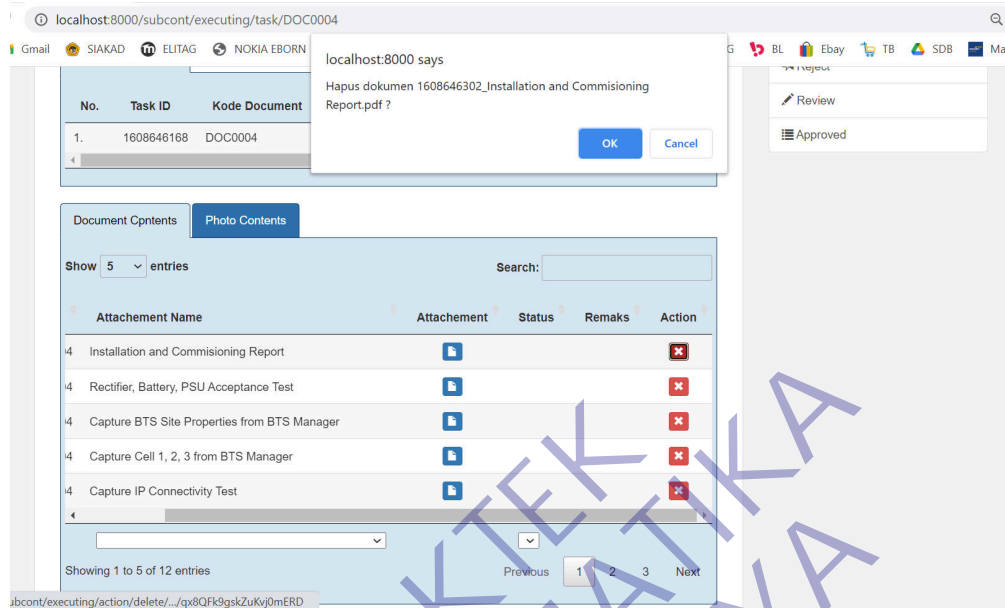 localhost:8000/subcont/executing/task/DOC0004
Gmail SIAKAD ELITAG NOKIA EBORN BL Ebay TB SDB
localhost:8000 says
Hapus dokumen 1608646302_Installation and Commisioning
Report.pdf ?
OK Cancel
Reject
Review
Approved
No. Task ID Kode Document
1. 1608646168 DOC0004
Document Cpntents Photo Contents
Show 5 entries Search:
Attachement Name Attachement Status Remaks Action
Installation and Commisioning Report
Rectifier, Battery, PSU Acceptance Test
Capture BTS Site Properties from BTS Manager
Capture Cell 1, 2, 3 from BTS Manager
Capture IP Connectivity Test
Showing 1 to 5 of 12 entries Previous 1 2 3 Next
ubcont/executing/action/delete/.../qx8QFk9gskZuKvj0mERD